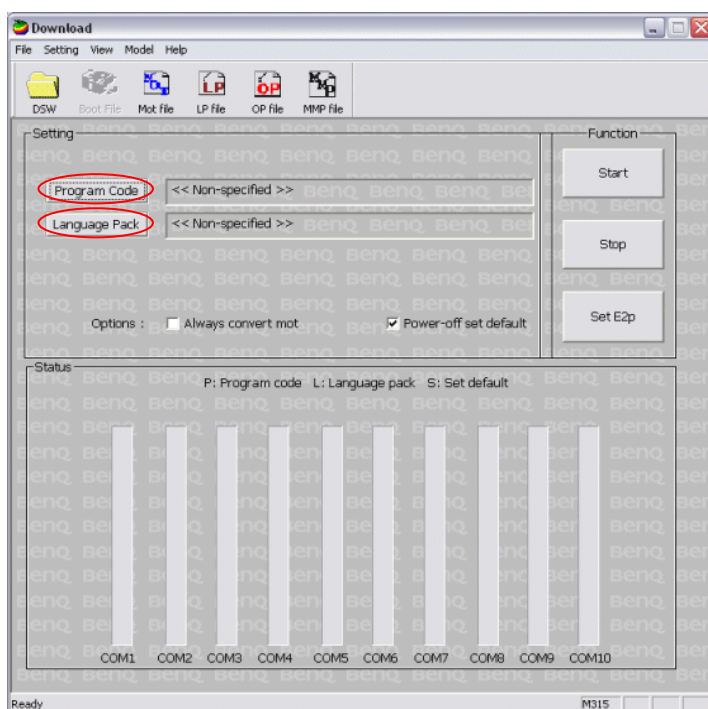 Download
File Setting View Model Help
DSW Boot File Mot file LP file OP file MMP file
Setting
Function
Program Code << Non-specified >>
Start
Language Pack << Non-specified >>
Stop
Options : Always convert mot Power-off set default
Set E2p
Status
P: Program code L: Language pack S: Set default
COM1 COM2 COM3 COM4 COM5 COM6 COM7 COM8 COM9 COM10
Ready M315